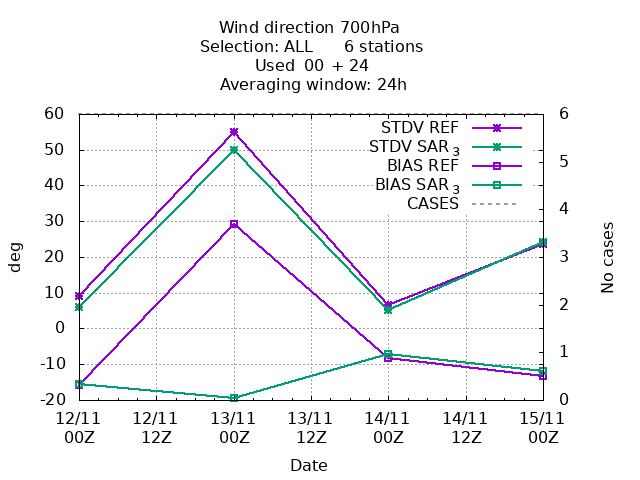 Wind direction 700hPa
Selection: ALL      6 stations
Used  00 + 24
Averaging window: 24h
60
50
40
30
20
10
0
-10
-20
deg
6
5
4
3
2
1
0
No cases
STDV REF
STDV SAR 3
BIAS REF
BIAS SAR 3
CASES
12/11 12/11 13/11 13/11 14/11 14/11 15/11
00Z 12Z 00Z 12Z 00Z 12Z 00Z
Date